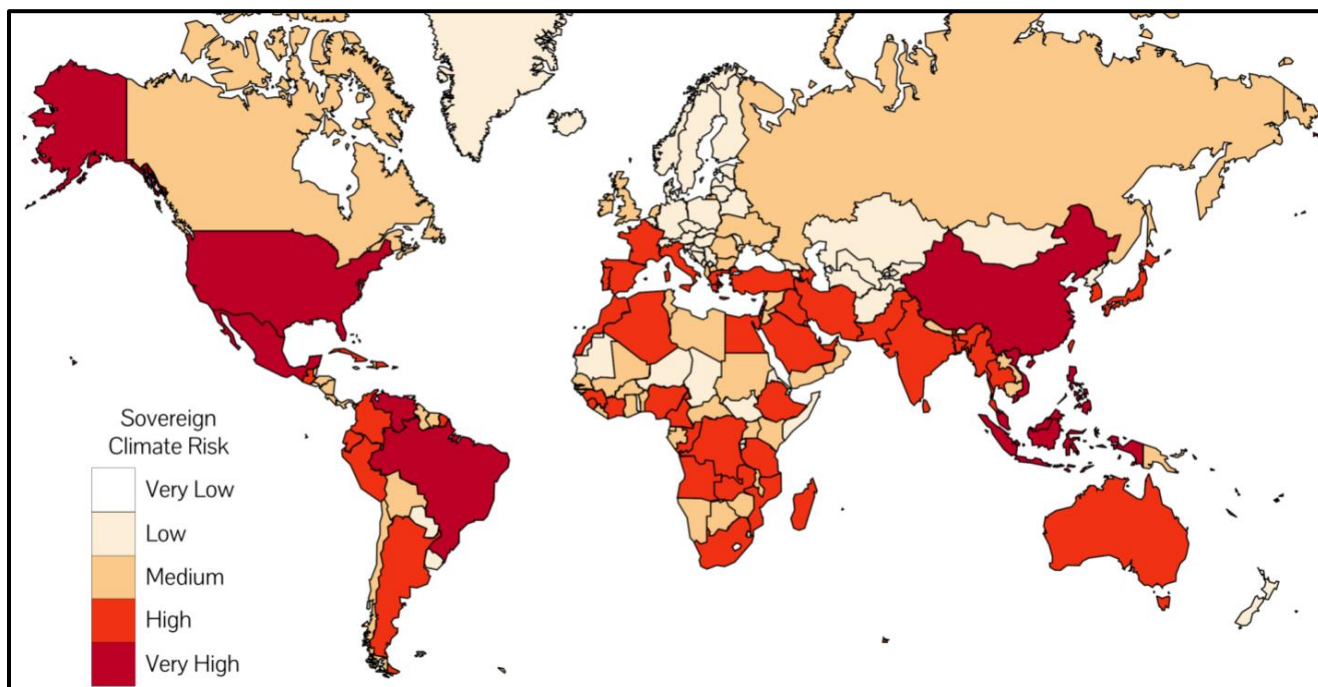 Sovereign
Climate Risk
Very Low
Low
Medium
High
Very High